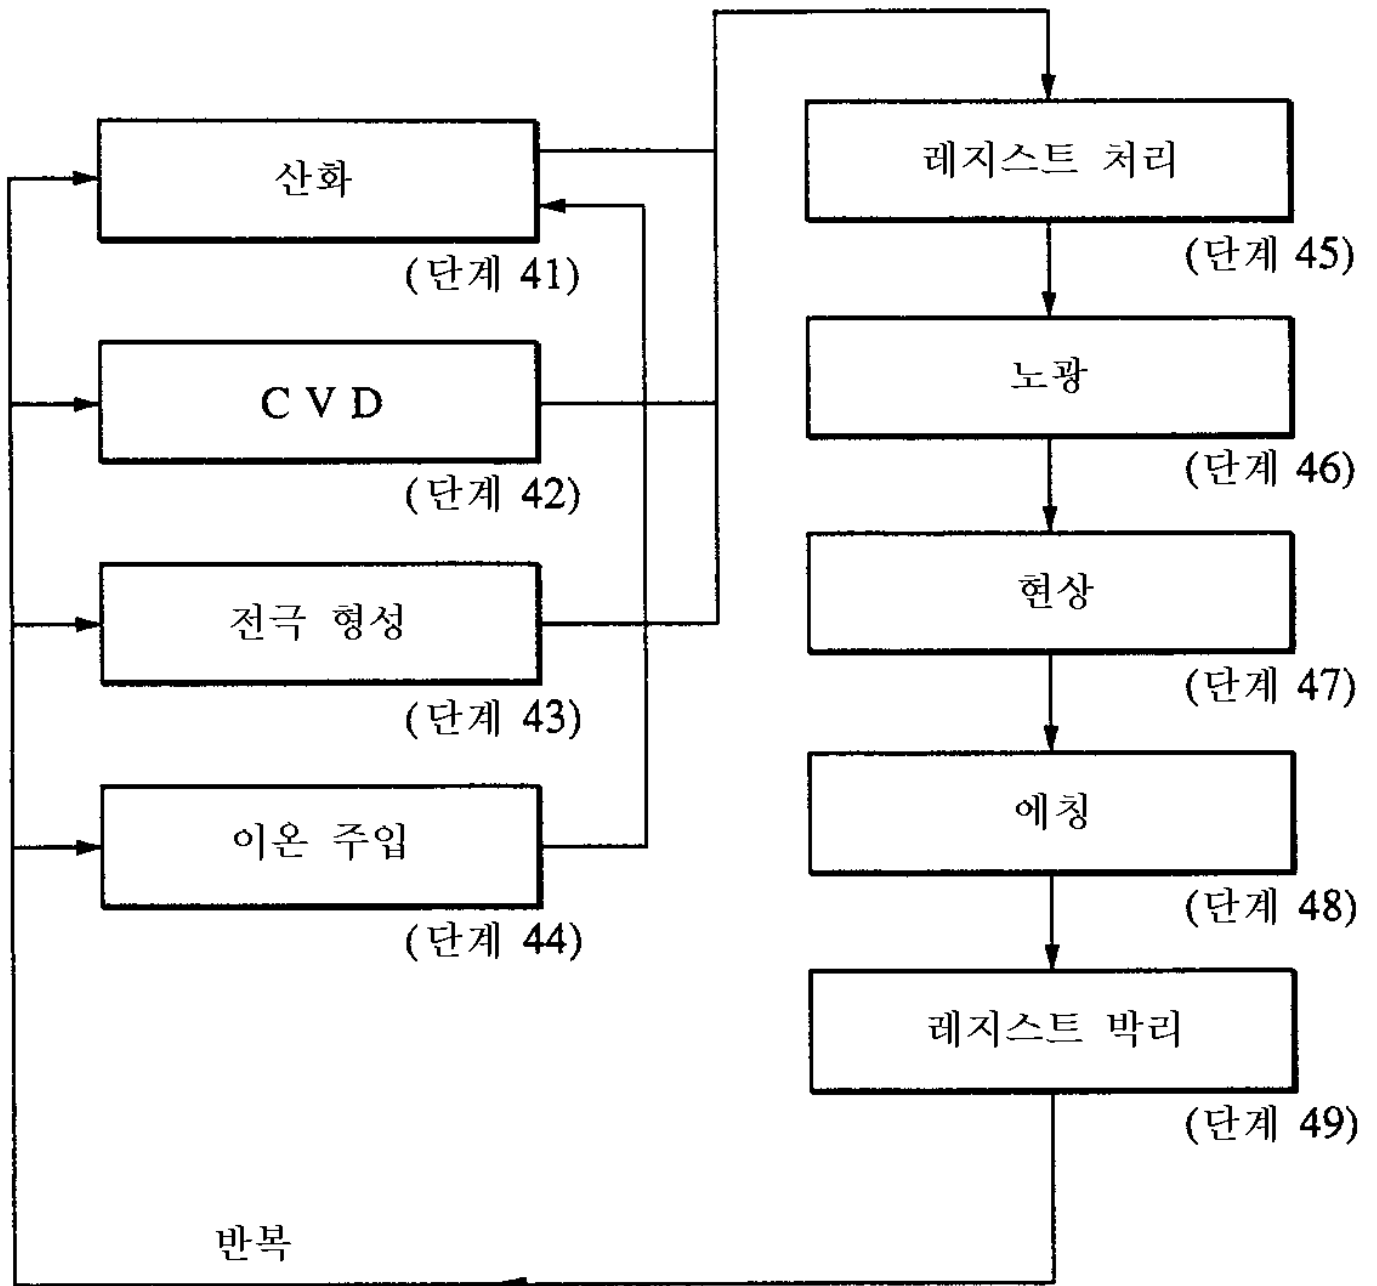 산화
(단계 41)
C V D
(단계 42)
전극 형성
(단계 43)
이온 주입
(단계 44)
레지스트 처리
(단계 45)
노광
(단계 46)
현상
(단계 47)
에칭
(단계 48)
레지스트 박리
(단계 49)
반복